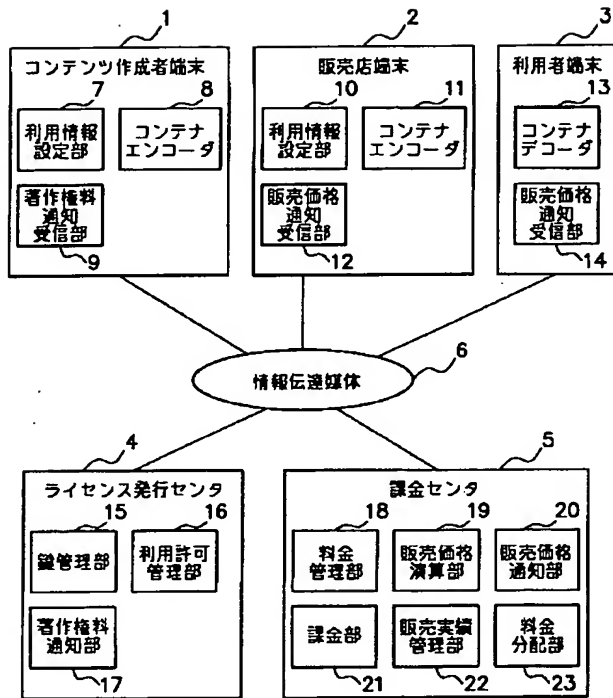 1
コンテンツ作成者端末
7
利用情報
設定部
8
コンテナ
エンコーダ
著作権料
通知
受信部
9
2
販売店端末
10
利用情報
設定部
11
コンテナ
エンコーダ
販売価格
通知
受信部
12
3
利用者端末
13
コンテナ
デコーダ
販売価格
通知
受信部
14
情報伝達媒体
6
4
ライセンス発行センタ
15
鍵管理部
16
利用許可
管理部
著作権料
通知部
17
5
課金センタ
18
料金
管理部
19
販売価格
演算部
20
販売価格
通知部
課金部
21
販売実績
管理部
22
料金
分配部
23